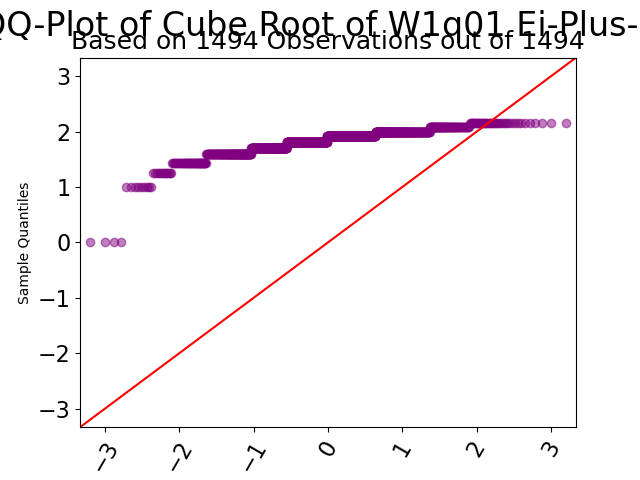 QQ-Plot of Cube Root of W1q01 Ei-Plus-
Based on 1494 Observations out of 1494
3
2
1
0
−1
−2
−3
Sample Quantiles
−3 −2 −1 0 1 2 3